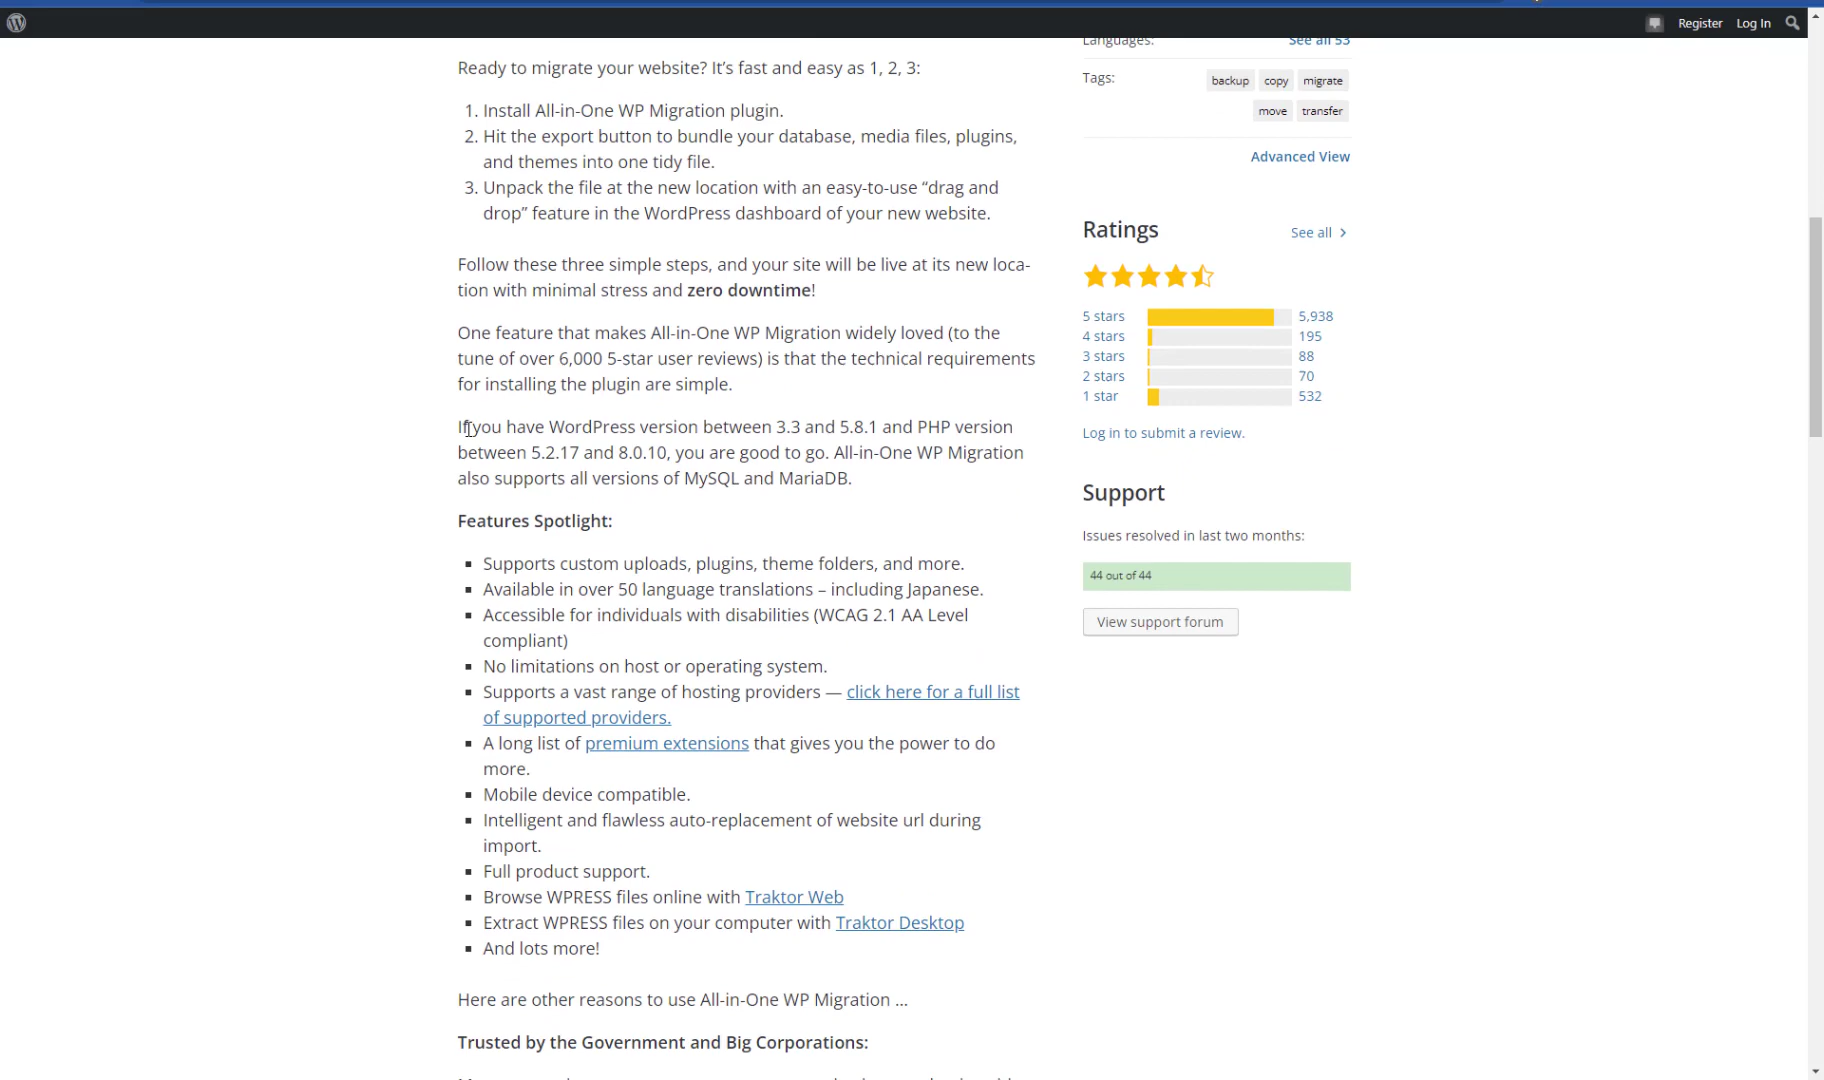 Register
Log In
Ready to migrate your website? It’s fast and easy as 1, 2, 3:
1. Install All-in-One WP Migration plugin.
2. Hit the export button to bundle your database, media files, plugins,
and themes into one tidy file.
3. Unpack the file at the new location with an easy-to-use “drag and
drop” feature in the WordPress dashboard of your new website.
Follow these three simple steps, and your site will be live at its new loca-
tion with minimal stress and zero downtime!
One feature that makes All-in-One WP Migration widely loved (to the
tune of over 6,000 5-star user reviews) is that the technical requirements
for installing the plugin are simple.
If you have WordPress version between 3.3 and 5.8.1 and PHP version
between 5.2.17 and 8.0.10, you are good to go. All-in-One WP Migration
also supports all versions of MySQL and MariaDB.
Features Spotlight:
Supports custom uploads, plugins, theme folders, and more.
Available in over 50 language translations – including Japanese.
Accessible for individuals with disabilities (WCAG 2.1 AA Level
compliant)
No limitations on host or operating system.
Supports a vast range of hosting providers — click here for a full list
of supported providers.
A long list of premium extensions that gives you the power to do
more.
Mobile device compatible.
Intelligent and flawless auto-replacement of website url during
import.
Full product support.
Browse WPRESS files online with Traktor Web
Extract WPRESS files on your computer with Traktor Desktop
And lots more!
Here are other reasons to use All-in-One WP Migration ...
Trusted by the Government and Big Corporations:
Languages: See all 53
Tags: backup copy migrate
move transfer
Advanced View
Ratings See all
5 stars 5,938
4 stars 195
3 stars 88
2 stars 70
1 star 532
Log in to submit a review.
Support
Issues resolved in last two months:
44 out of 44
View support forum